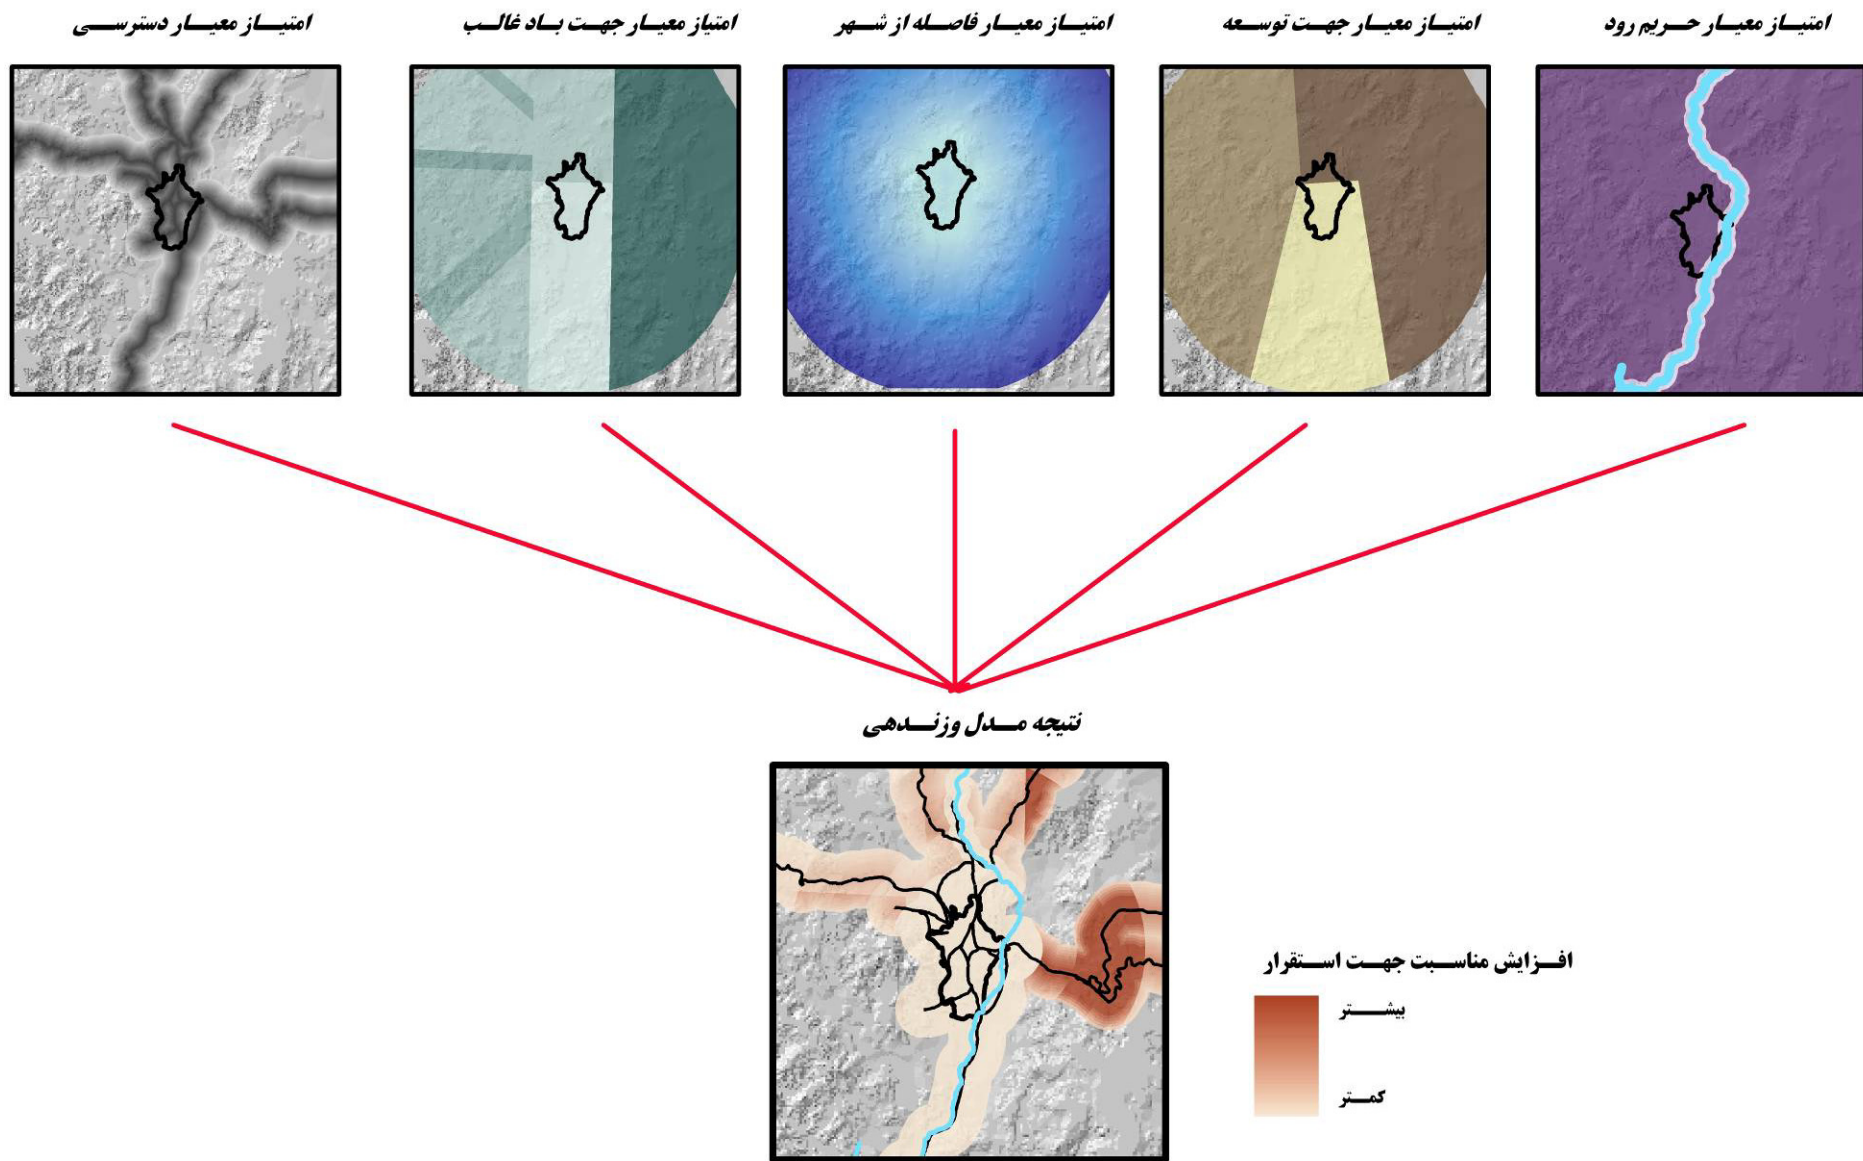 امتیاز معیار حریم رود
امتیاز معیار جهت توسعه
امتیاز معیار فاصله از شهر
امتیاز معیار جهت باد غالب
امتیاز معیار دسترسی
نتیجه مدل وزندهی
افزایش مناسبت جهت استقرار
بیشتر
کمتر